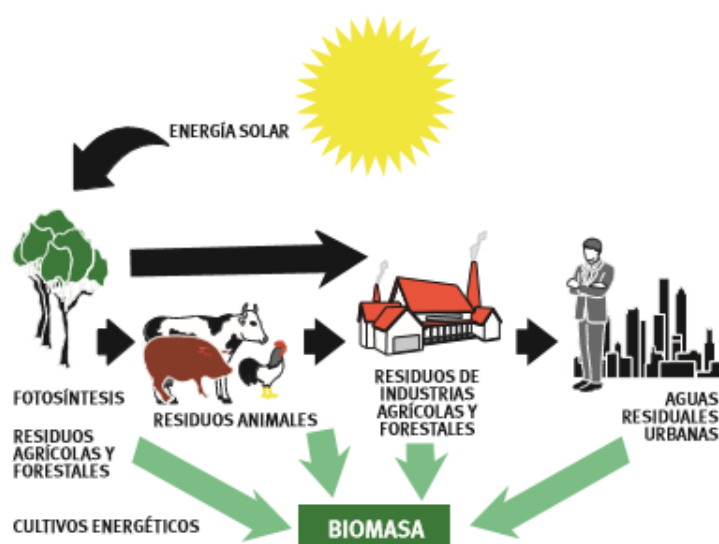 ENERGÍA SOLAR
FOTOSÍNTESIS
RESIDUOS
AGRÍCOLAS Y
FORESTALES
CULTIVOS ENERGÉTICOS
RESIDUOS ANIMALES
RESIDUOS DE
INDUSTRIAS
AGRÍCOLAS Y
FORESTALES
AGUAS
RESIDUALES
URBANAS
BIOMASA